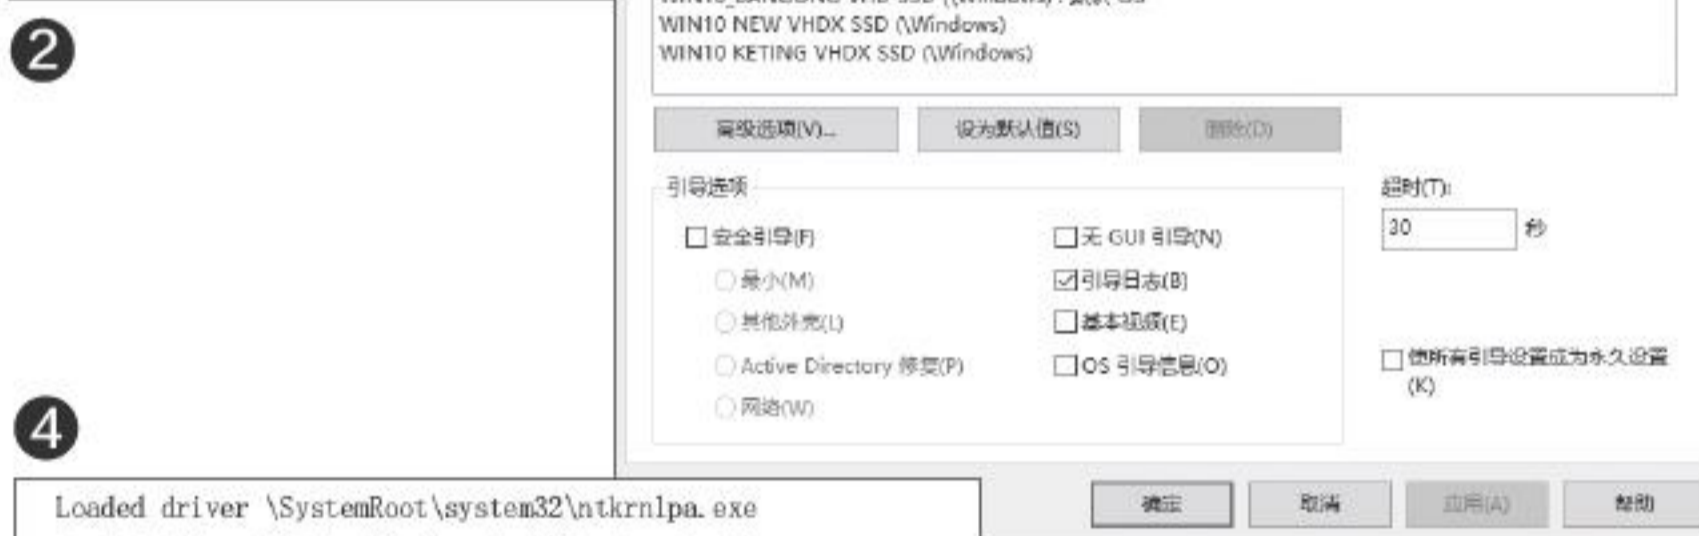 2
WIN10 NEW VHDX SSD (\Windows)
WIN10 KETING VHDX SSD (\Windows)
高级选项(V)...
设为默认值(S)
删除(D)
引导选项
超时(T):
30 秒
安全引导(F)
无 GUI 引导(N)
最小(M)
引导日志(B)
其他外壳(L)
基本视频(E)
Active Directory 修复(P)
OS 引导信息(O)
使所有引导设置成为永久设置
(K)
网络(W)
4
Loaded driver \SystemRoot\system32\ntkrnlpa.exe
确定
取消
应用(A)
帮助